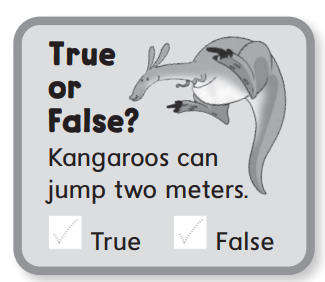 True
or
False?
Kangaroos can
jump two meters.
True False